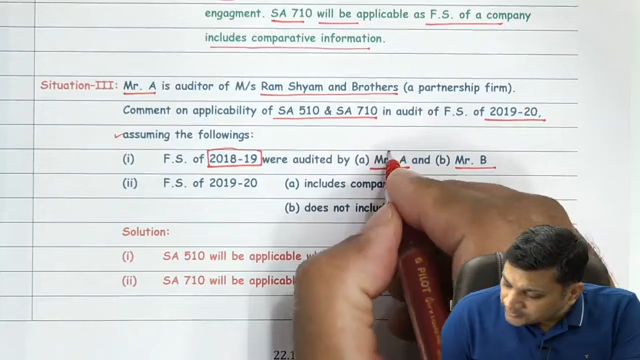 engagment. SA 710 will be applicable as F.S. of a company
includes comparative information.
Situation-III: Mr. A is auditor of M/s Ram Shyam and Brothers (a partnership firm).
Comment on applicability of SA 510 & SA 710 in audit of F.S. of 2019-20,
assuming the followings:
(i) F.S. of 2018-19 were audited by (a) Mr. A and (b) Mr. B
(ii) F.S. of 2019-20 (a) includes
(b) does not
Solution:
(i) SA 510 will be applicable
(ii) SA 710 will be
22.1
PILOT